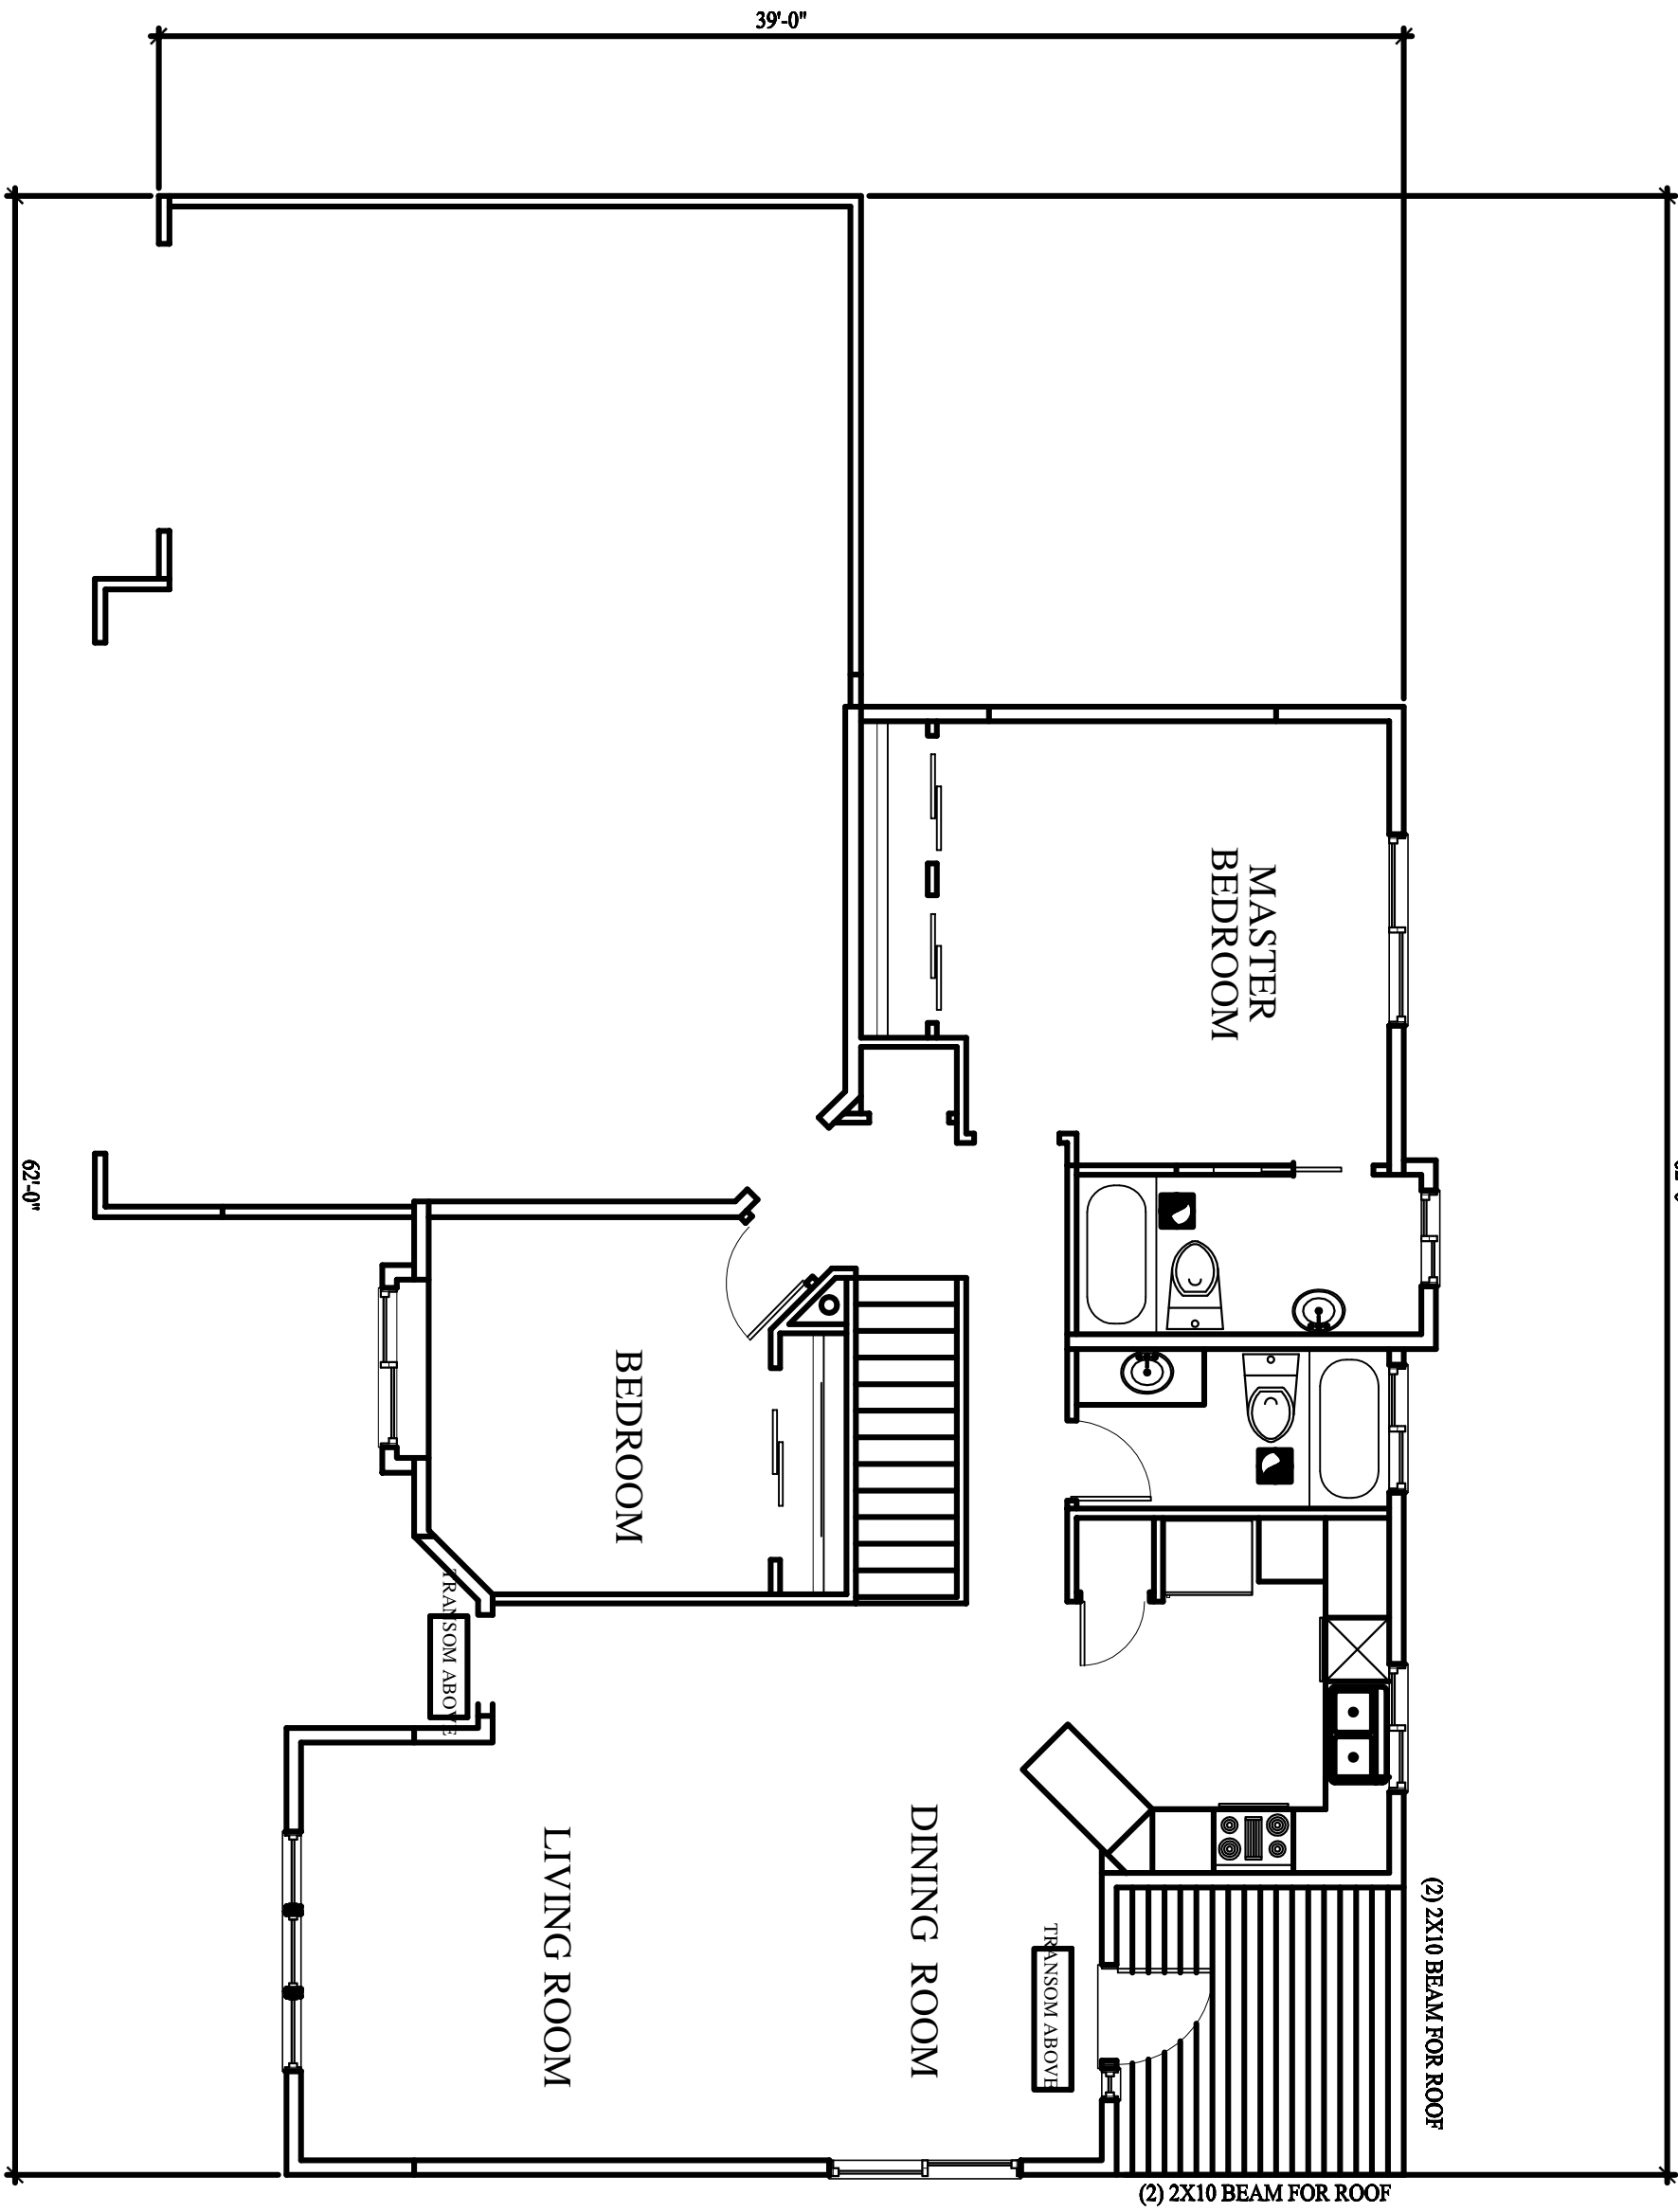 39'-0"
MASTER
BEDROOM
62'-0"
BEDROOM
TRANSOM ABOVE
LIVING ROOM
DINING ROOM
TRANSOM ABOVE
(2) 2X10 BEAM FOR ROOF
(2) 2X10 BEAM FOR ROOF